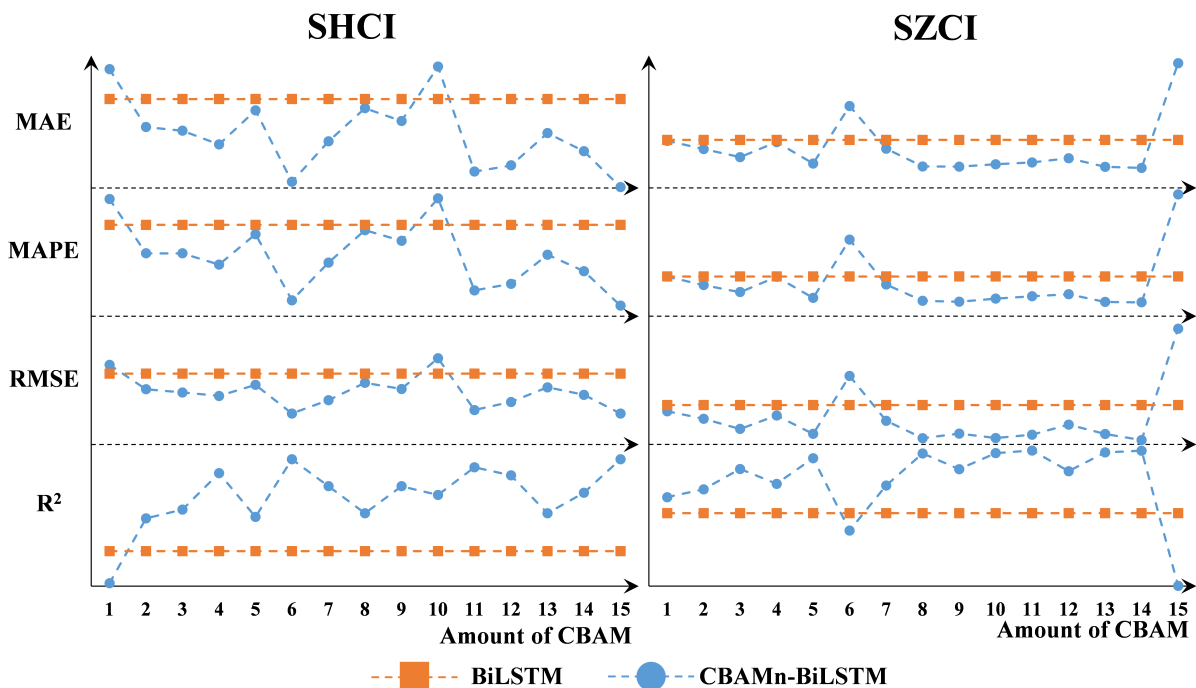 SHCI
SZCI
MAE
MAPE
RMSE
R²
1 2 3 4 5 6 7 8 9 10 11 12 13 14 15
1 2 3 4 5 6 7 8 9 10 11 12 13 14 15
Amount of CBAM
Amount of CBAM
BiLSTM
CBAMn-BiLSTM